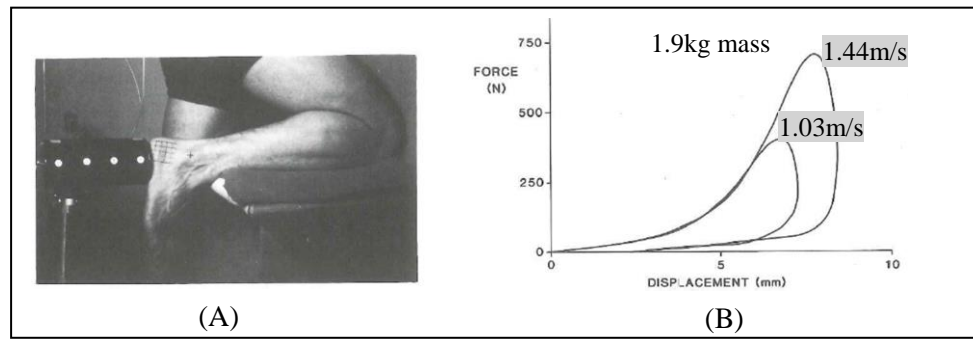 1.9kg mass
1.44m/s
1.03m/s
FORCE
(N)
750
500
250
0
0
5
10
DISPLACEMENT (mm)
(A)
(B)